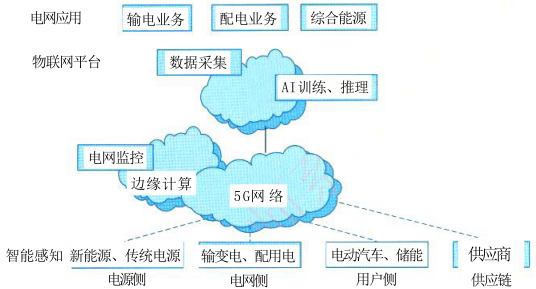 电网应用 输电业务 配电业务 综合能源
物联网平台 数据采集
AI训练、推理
电网监控
边缘计算
5G网络
智能感知 新能源、传统电源 输变电、配用电 电动汽车、储能 供应商
电源侧 电网侧 用户侧 供应链